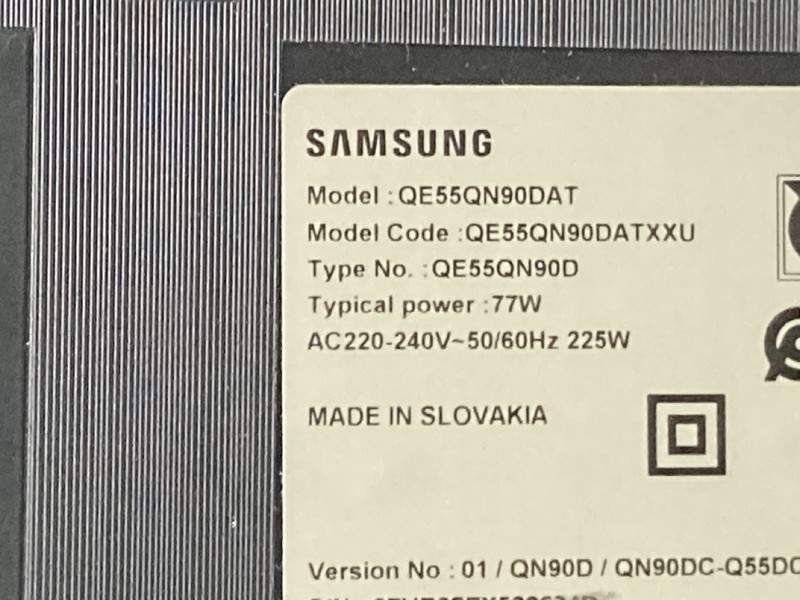 SAMSUNG
Model : QE55QN90DAT
Model Code :QE55QN90DATXXU
Type No. :QE55QN90D
Typical power :77W
AC220-240V~50/60Hz 225W
MADE IN SLOVAKIA
Version No : 01 / QN90D / QN90DC-Q55DC